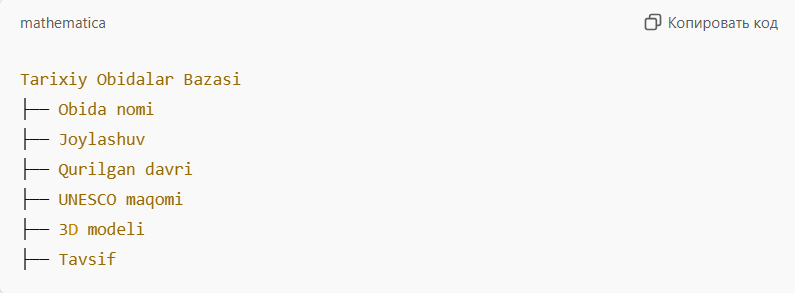 mathematica
Копировать код
Tarixiy Obidalar Bazasi
├── Obida nomi
├── Joylashuv
├── Qurilgan davri
├── UNESCO maqomi
├── 3D modeli
├── Tavsif